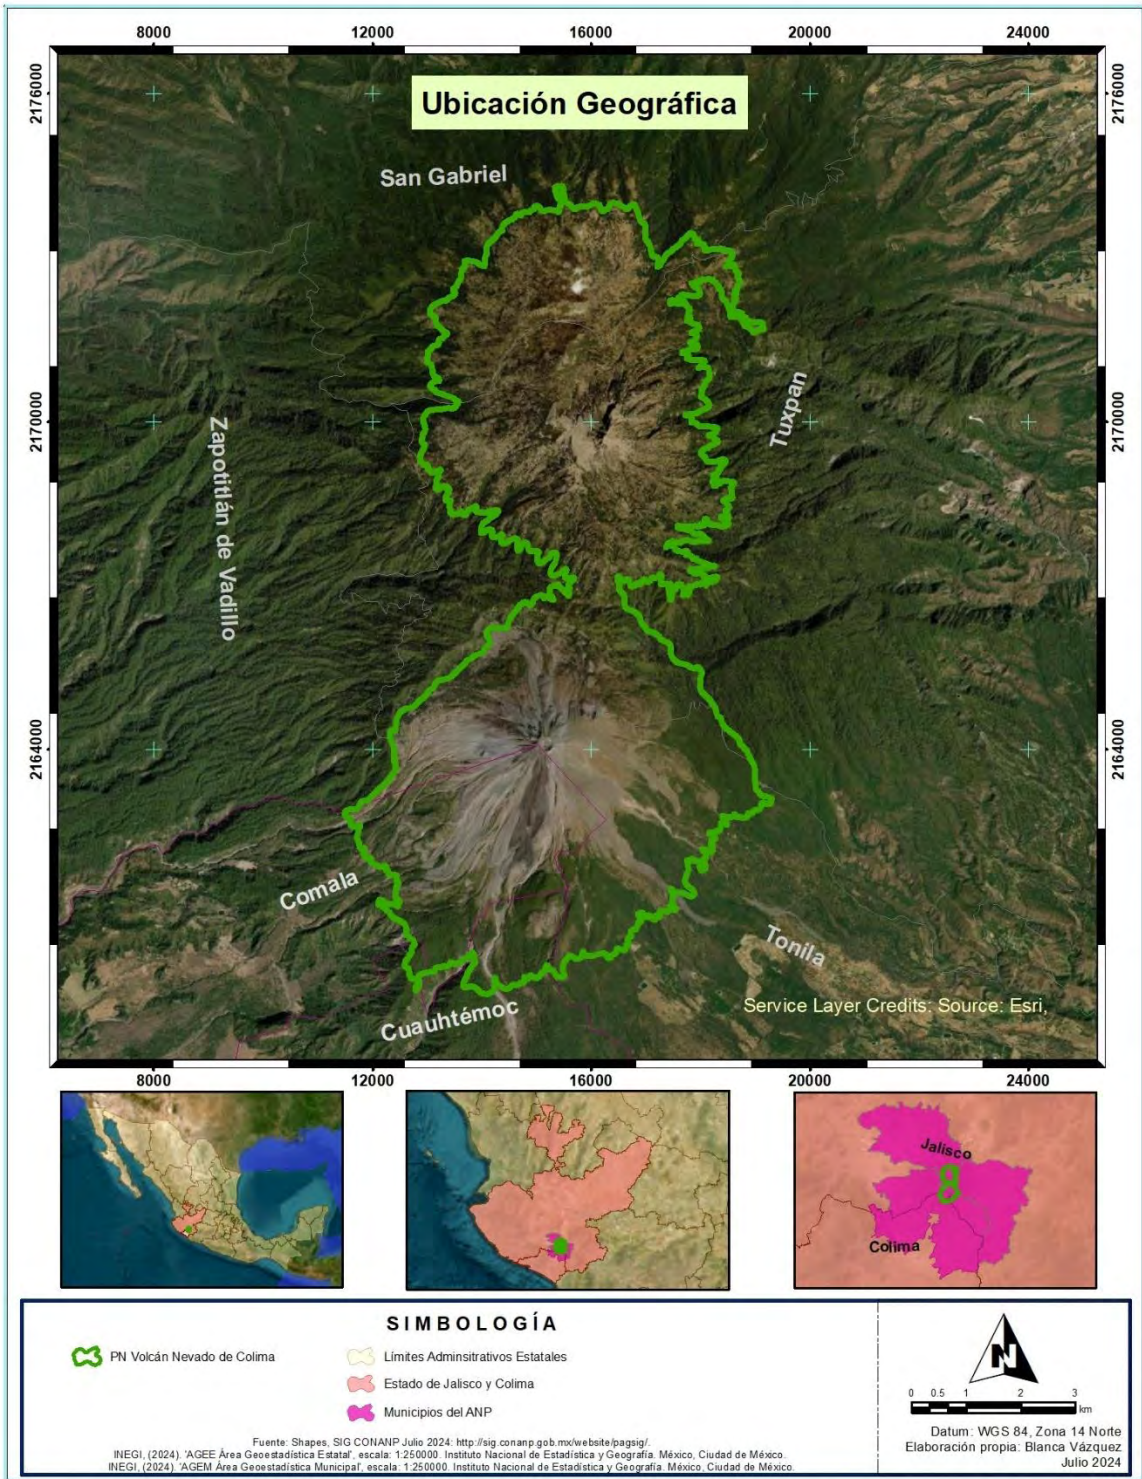 8000 12000 16000 20000 24000
2176000 2176000
Ubicación Geográfica
San Gabriel
Tuxpan
2170000 2170000
Zapotitlán de Vadillo
2164000 2164000
Comala
Tonila
Cuauhtémoc
Service Layer Credits: Source: Esri,
8000 12000 16000 20000 24000
Jalisco
Colima
SIMBOLOGÍA
PN Volcán Nevado de Colima
Límites Adminsitrativos Estatales
Estado de Jalisco y Colima
Municipios del ANP
Fuente: Shapes, SIG CONANP Julio 2024: http://sig.conanp.gob.mx/website/pagsig/.
INEGI, (2024). 'AGEE Área Geoestadística Estatal', escala: 1:250000. Instituto Nacional de Estadística y Geografía. México, Ciudad de México.
INEGI, (2024). 'AGEM Área Geoestadística Municipal', escala: 1:250000. Instituto Nacional de Estadística y Geografía. México, Ciudad de México.
N
0 0.5 1 2 3
km
Datum: WGS 84, Zona 14 Norte
Elaboración propia: Blanca Vázquez
Julio 2024